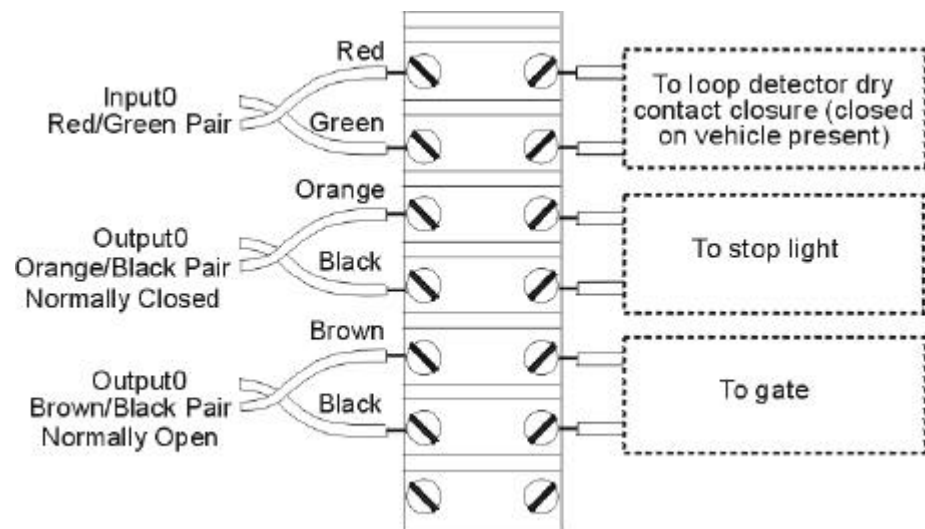 Input0
Red/Green Pair
Red
Green
To loop detector dry
contact closure (closed
on vehicle present)
Output0
Orange/Black Pair
Normally Closed
Orange
Black
To stop light
Output0
Brown/Black Pair
Normally Open
Brown
Black
To gate